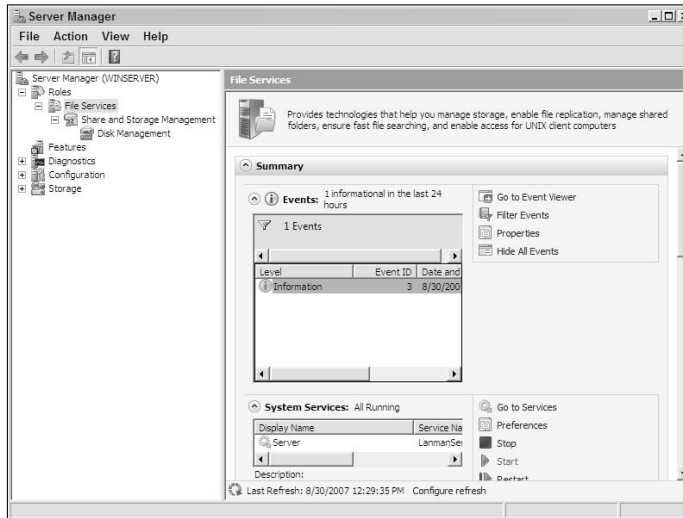 Server Manager
File Action View Help
Server Manager (WINSERVER)
Roles
File Services
Share and Storage Management
Disk Management
Features
Diagnostics
Configuration
Storage
File Services
Provides technologies that help you manage storage, enable file replication, manage shared
folders, ensure fast file searching, and enable access for UNIX client computers
Summary
Events: 1 informational in the last 24
hours
1 Events
Level Event ID Date and
Information 3 8/30/200
Go to Event Viewer
Filter Events
Properties
Hide All Events
System Services: All Running
Display Name Service Na
Server LanmanSer
Description:
Go to Services
Preferences
Stop
Start
Restart
Last Refresh: 8/30/2007 12:29:35 PM Configure refresh